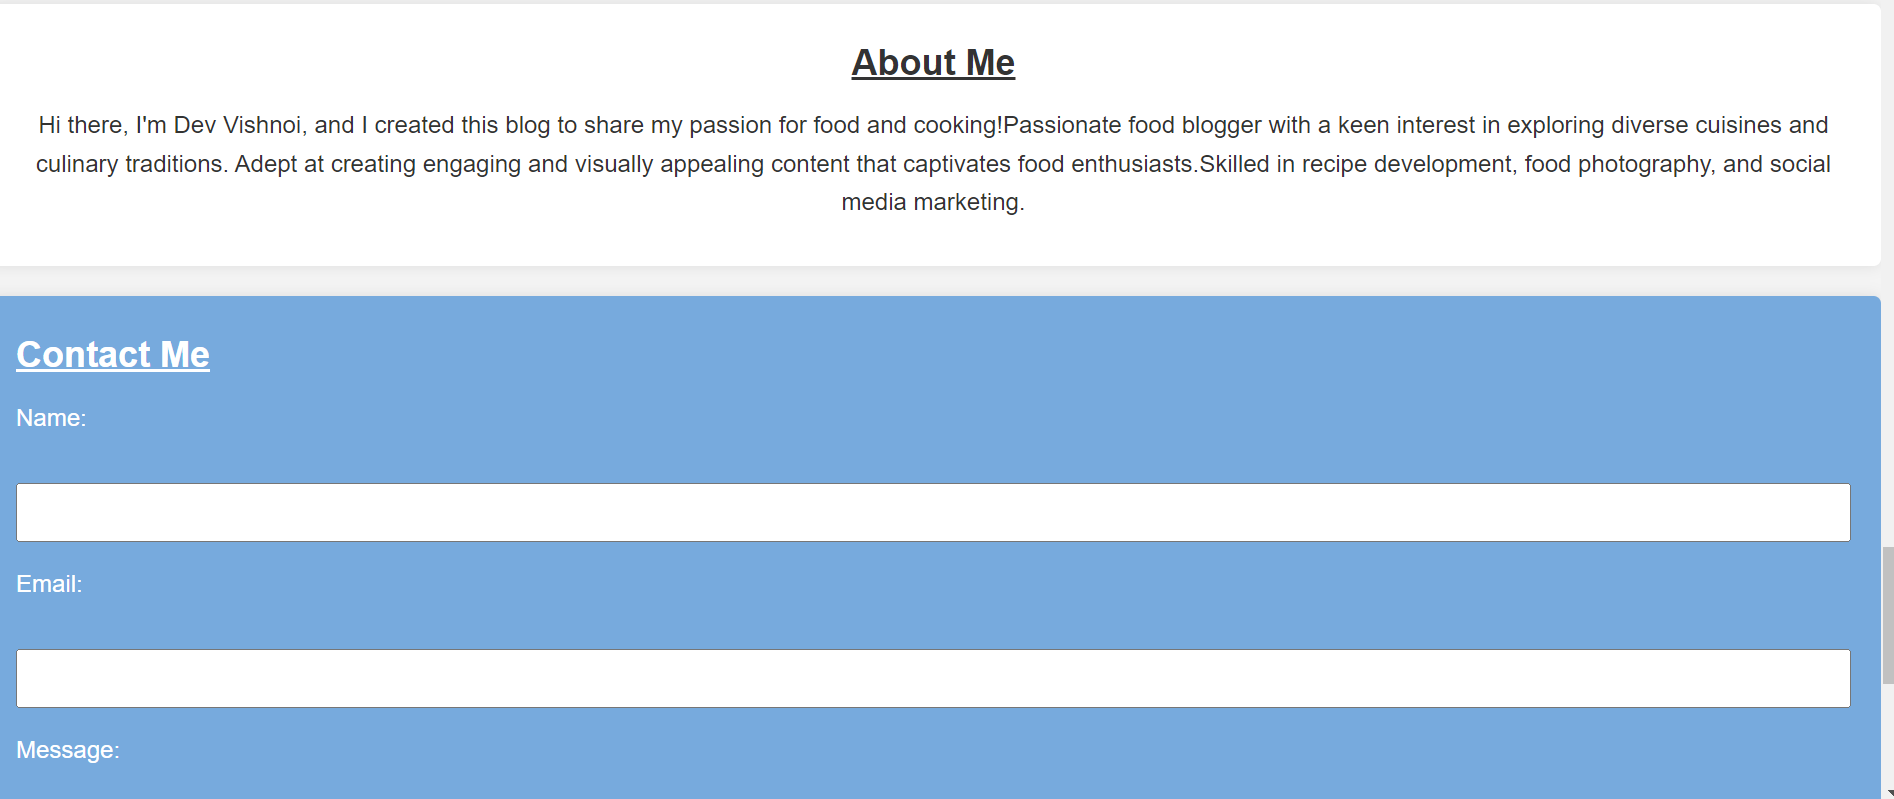 About Me
Hi there, I'm Dev Vishnoi, and I created this blog to share my passion for food and cooking!Passionate food blogger with a keen interest in exploring diverse cuisines and
culinary traditions. Adept at creating engaging and visually appealing content that captivates food enthusiasts.Skilled in recipe development, food photography, and social
media marketing.
Contact Me
Name:
Email:
Message: